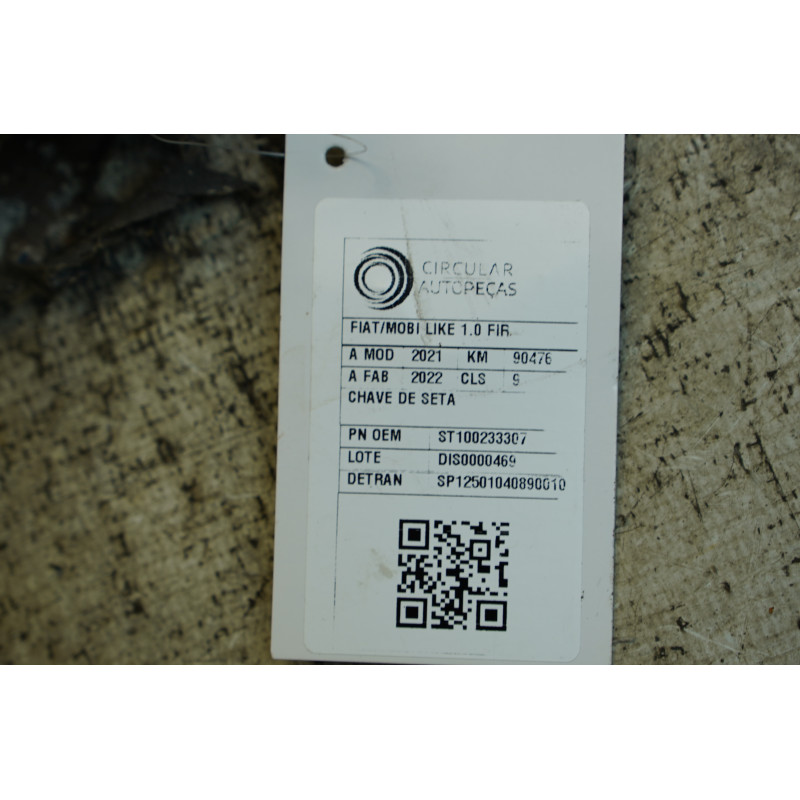 CIRCULAR
AUTOPEÇAS
FIAT/MOBI LIKE 1.0 FIR
A MOD 2021 KM 90476
A FAB 2022 CLS 9
CHAVE DE SETA
PN OEM ST100233307
LOTE DIS0000469
DETRAN SP12501040890010